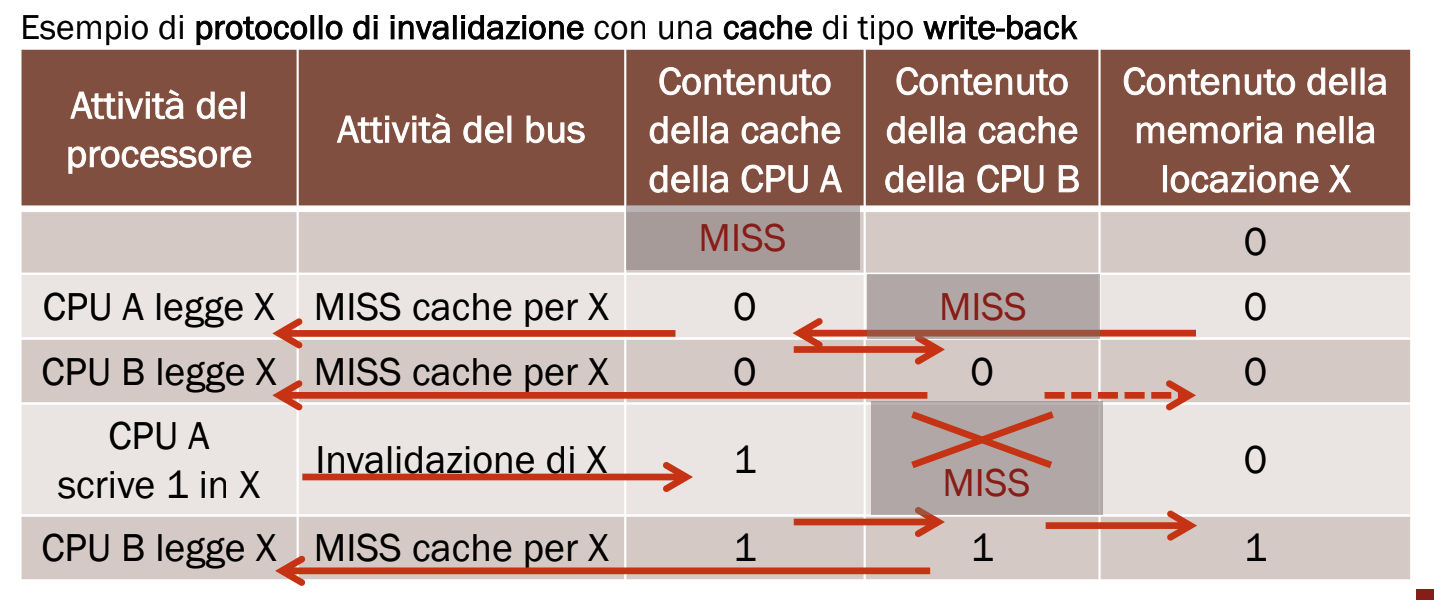 Esempio di protocollo di invalidazione con una cache di tipo write-back
Attività del
processore
Attività del bus
Contenuto
della cache
della CPU A
Contenuto
della cache
della CPU B
Contenuto della
memoria nella
locazione X
MISS
0
CPU A legge X
MISS cache per X
0
MISS
0
CPU B legge X
MISS cache per X
0
0
0
CPU A
scrive 1 in X
Invalidazione di X
1
MISS
0
CPU B legge X
MISS cache per X
1
1
1